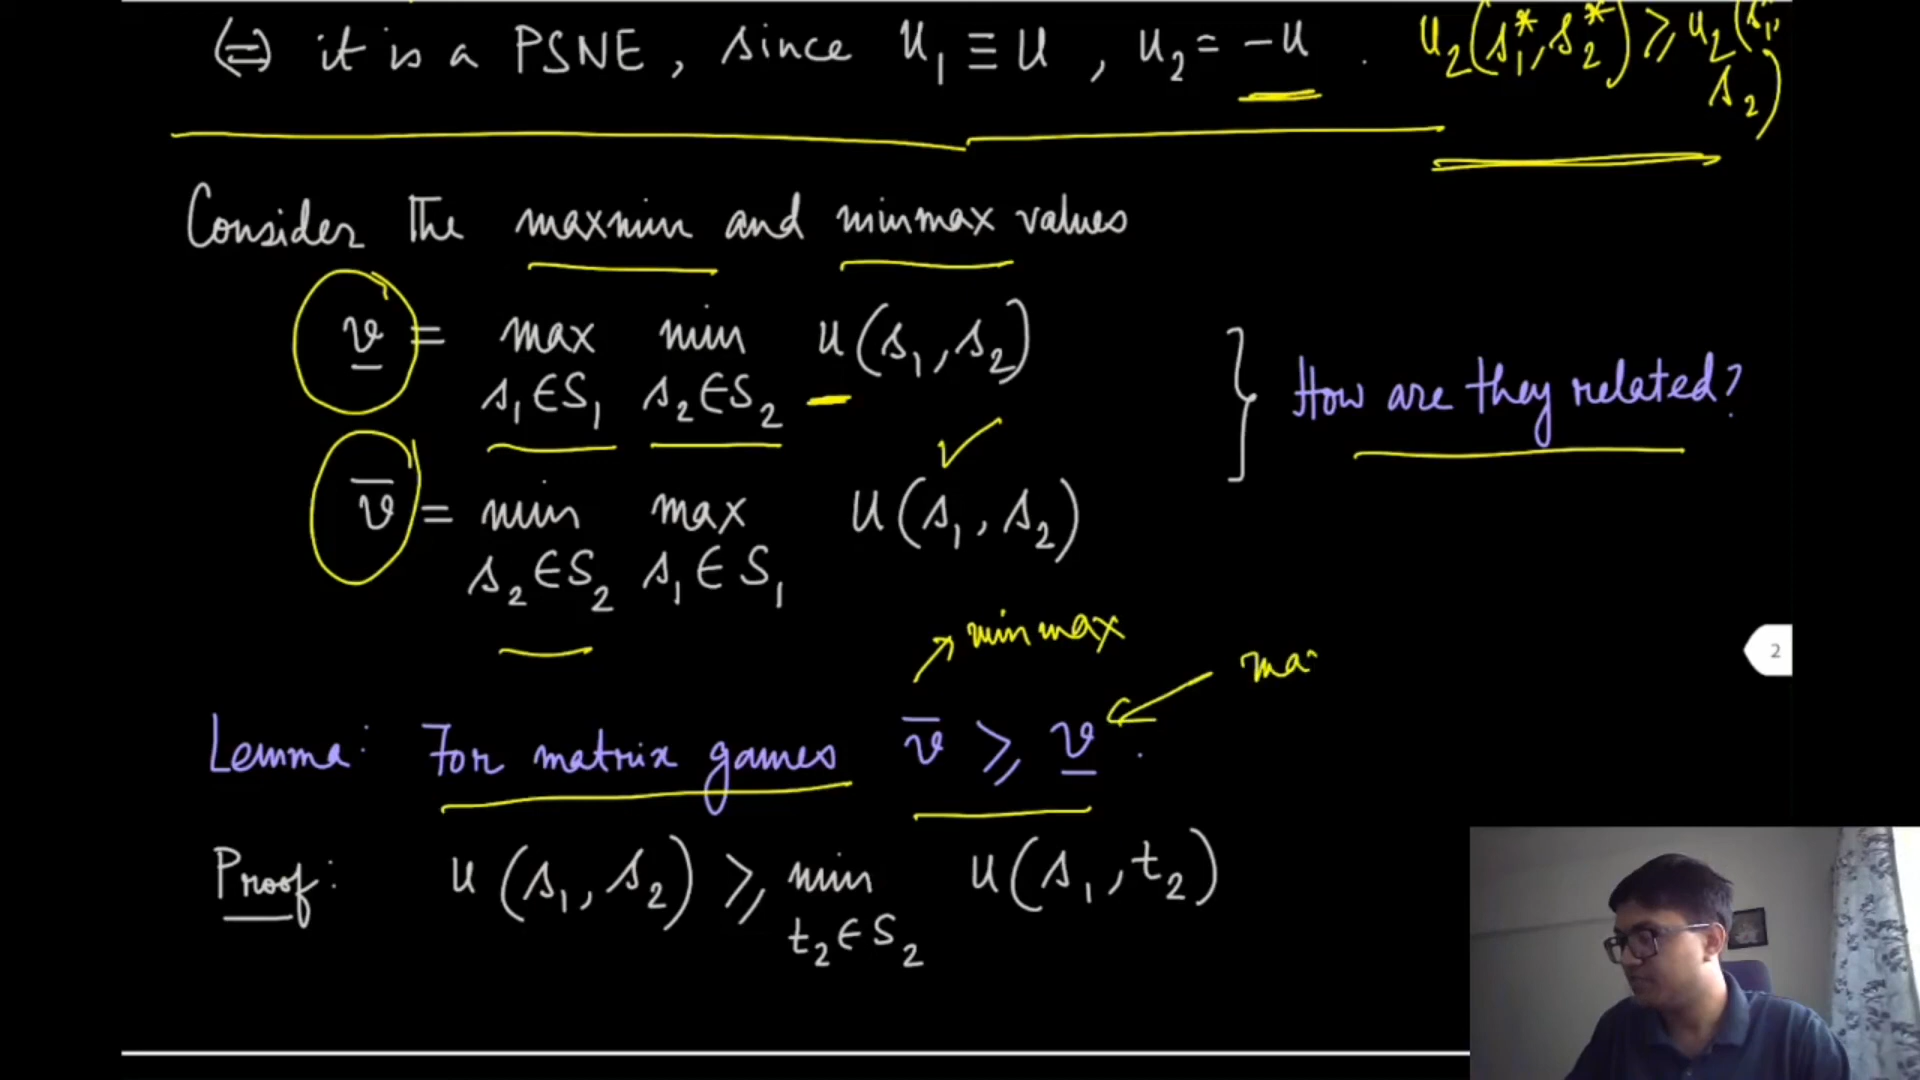 (⇔) it is a PSNE, since u₁ ≡ u, u₂ = −u. u₂(s₁*, s₂*) ⩾ u₂(s₁*,
s₂)
Consider the maxmin and minmax values
v̲ = max min u(s₁, s₂)
s₁∈S₁ s₂∈S₂
How are they related?
v̄ = min max u(s₁, s₂)
s₂∈S₂ s₁∈S₁
minmax
ma
2
Lemma: For matrix games v̄ ⩾ v̲.
Proof: u(s₁, s₂) ⩾ min u(s₁, t₂)
t₂∈S₂